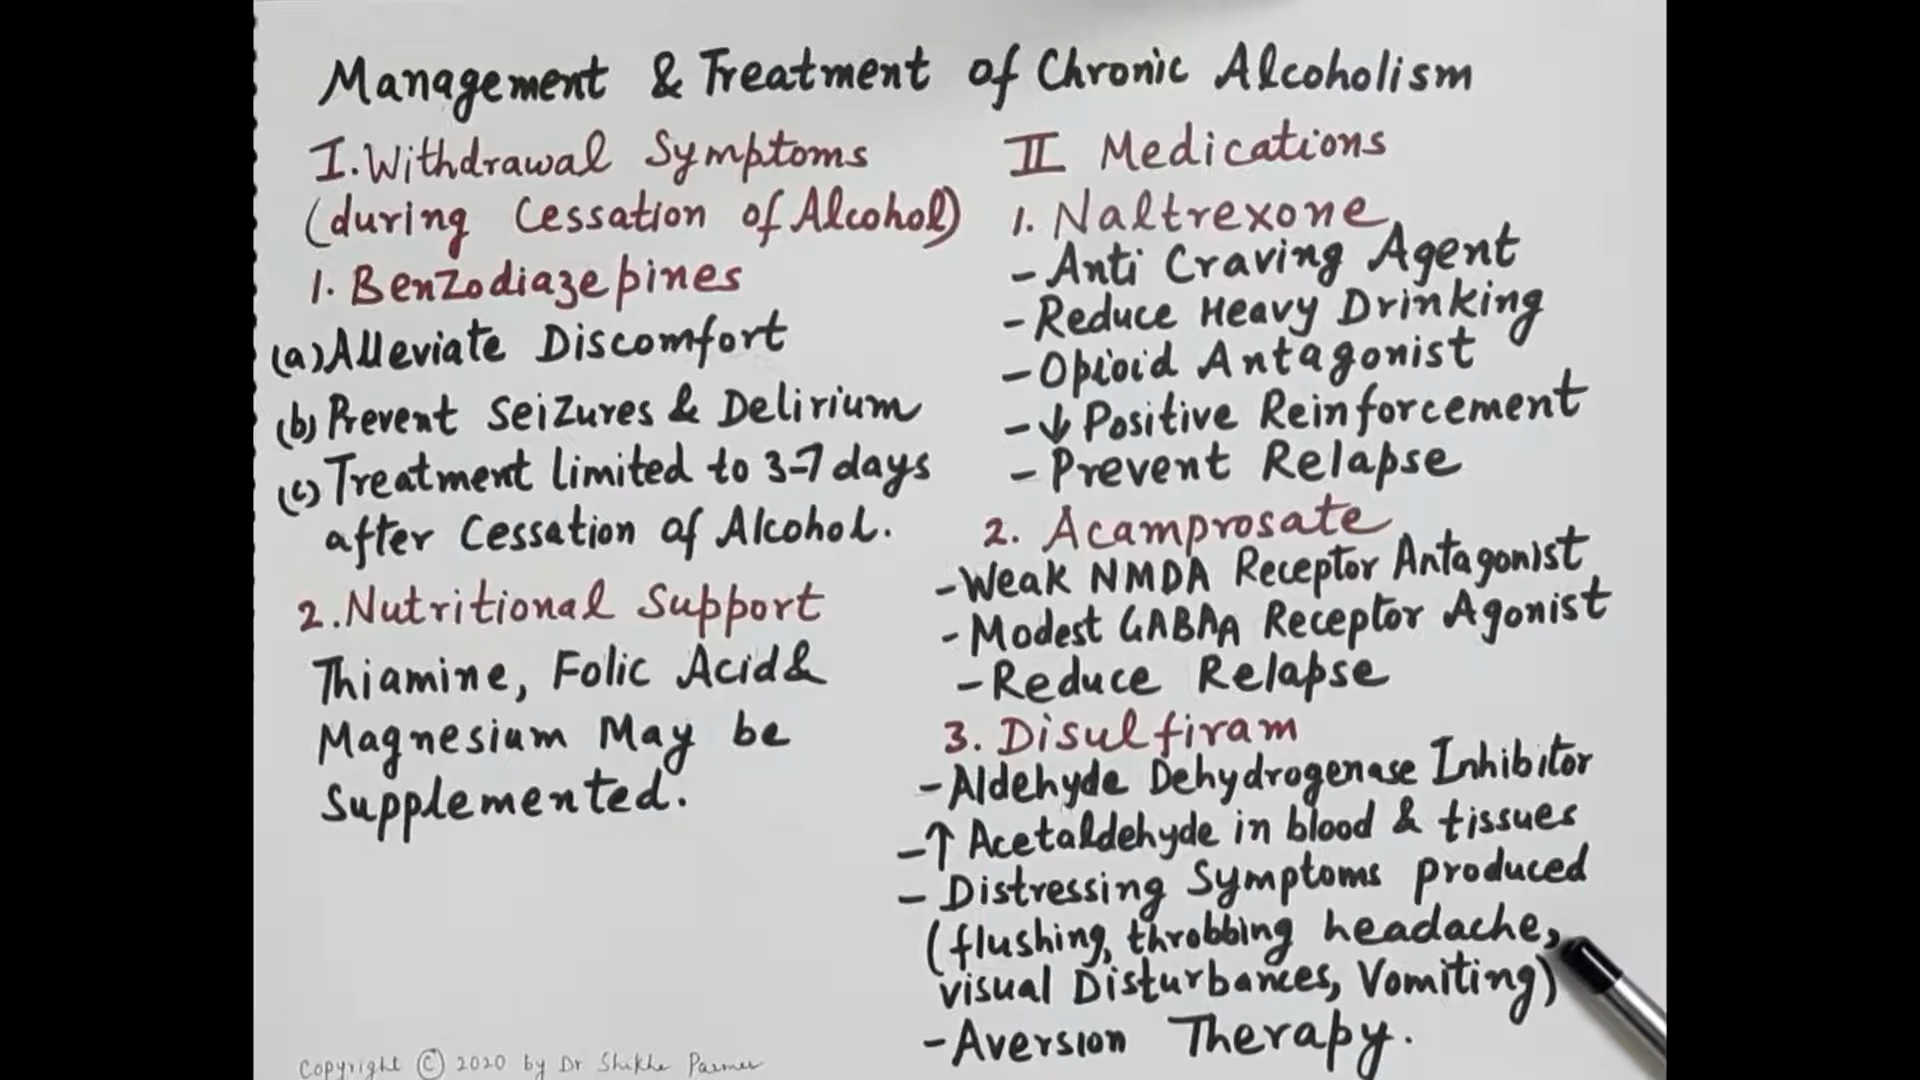 Management & Treatment of Chronic Alcoholism
I. Withdrawal Symptoms
(during Cessation of Alcohol)
1. Benzodiazepines
(a) Alleviate Discomfort
(b) Prevent Seizures & Delirium
(c) Treatment limited to 3-7 days
after Cessation of Alcohol.
2. Nutritional Support
Thiamine, Folic Acid &
Magnesium May be
Supplemented.
II Medications
1. Naltrexone
- Anti Craving Agent
- Reduce Heavy Drinking
- Opioid Antagonist
- ↓ Positive Reinforcement
- Prevent Relapse
2. Acamprosate
- Weak NMDA Receptor Antagonist
- Modest GABAA Receptor Agonist
- Reduce Relapse
3. Disulfiram
- Aldehyde Dehydrogenase Inhibitor
- ↑ Acetaldehyde in blood & tissues
- Distressing Symptoms produced
(flushing, throbbing headache,
visual Disturbances, Vomiting)
- Aversion Therapy.
Copyright © 2020 by Dr Shikha Parmar